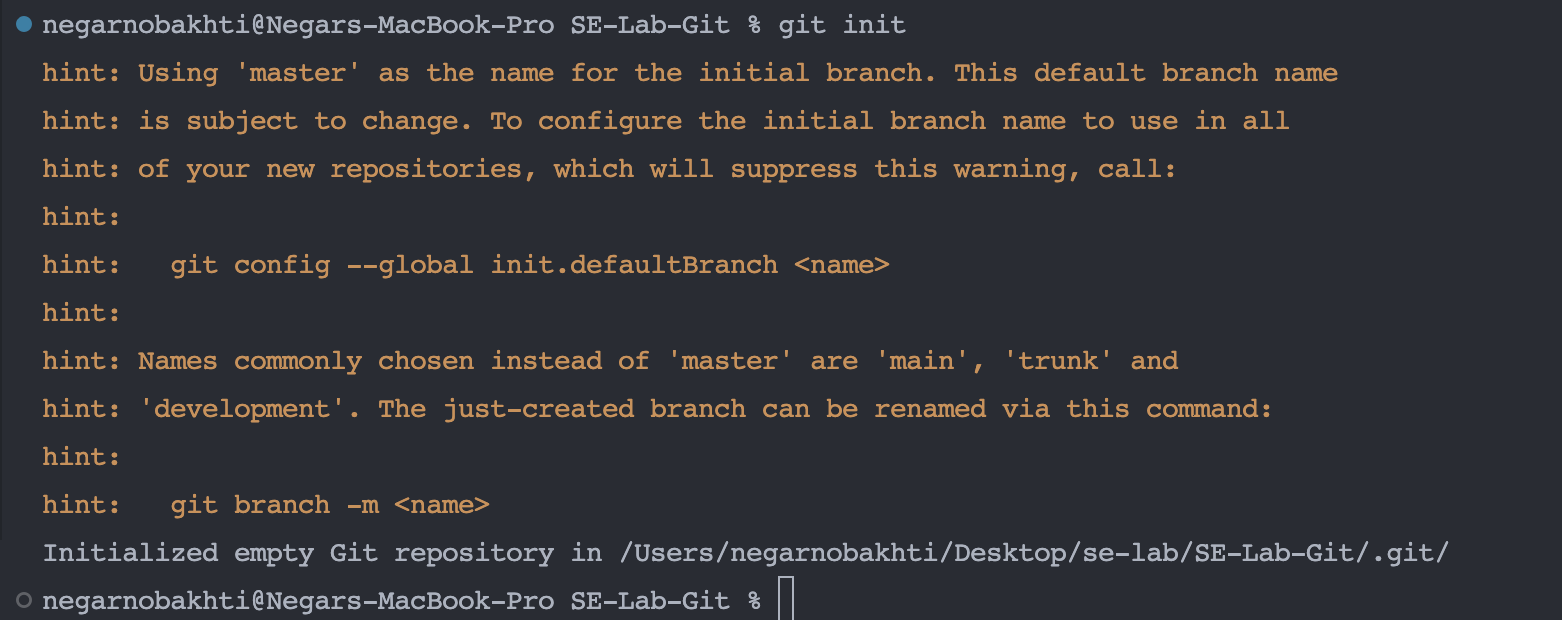 negarnobakhti@Negars-MacBook-Pro SE-Lab-Git % git init
hint: Using 'master' as the name for the initial branch. This default branch name
hint: is subject to change. To configure the initial branch name to use in all
hint: of your new repositories, which will suppress this warning, call:
hint:
hint:   git config --global init.defaultBranch <name>
hint:
hint: Names commonly chosen instead of 'master' are 'main', 'trunk' and
hint: 'development'. The just-created branch can be renamed via this command:
hint:
hint:   git branch -m <name>
Initialized empty Git repository in /Users/negarnobakhti/Desktop/se-lab/SE-Lab-Git/.git/
negarnobakhti@Negars-MacBook-Pro SE-Lab-Git %